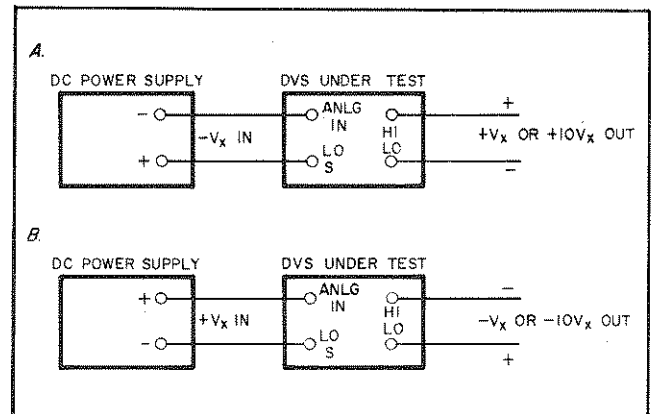 A.
DC POWER SUPPLY
DVS UNDER TEST
−
−Vx IN
ANLG
IN
HI
+
+Vx OR +10Vx OUT
+
LO
S
LO
−
B.
DC POWER SUPPLY
DVS UNDER TEST
+
+Vx IN
ANLG
IN
HI
−
−Vx OR −10Vx OUT
−
LO
S
LO
+